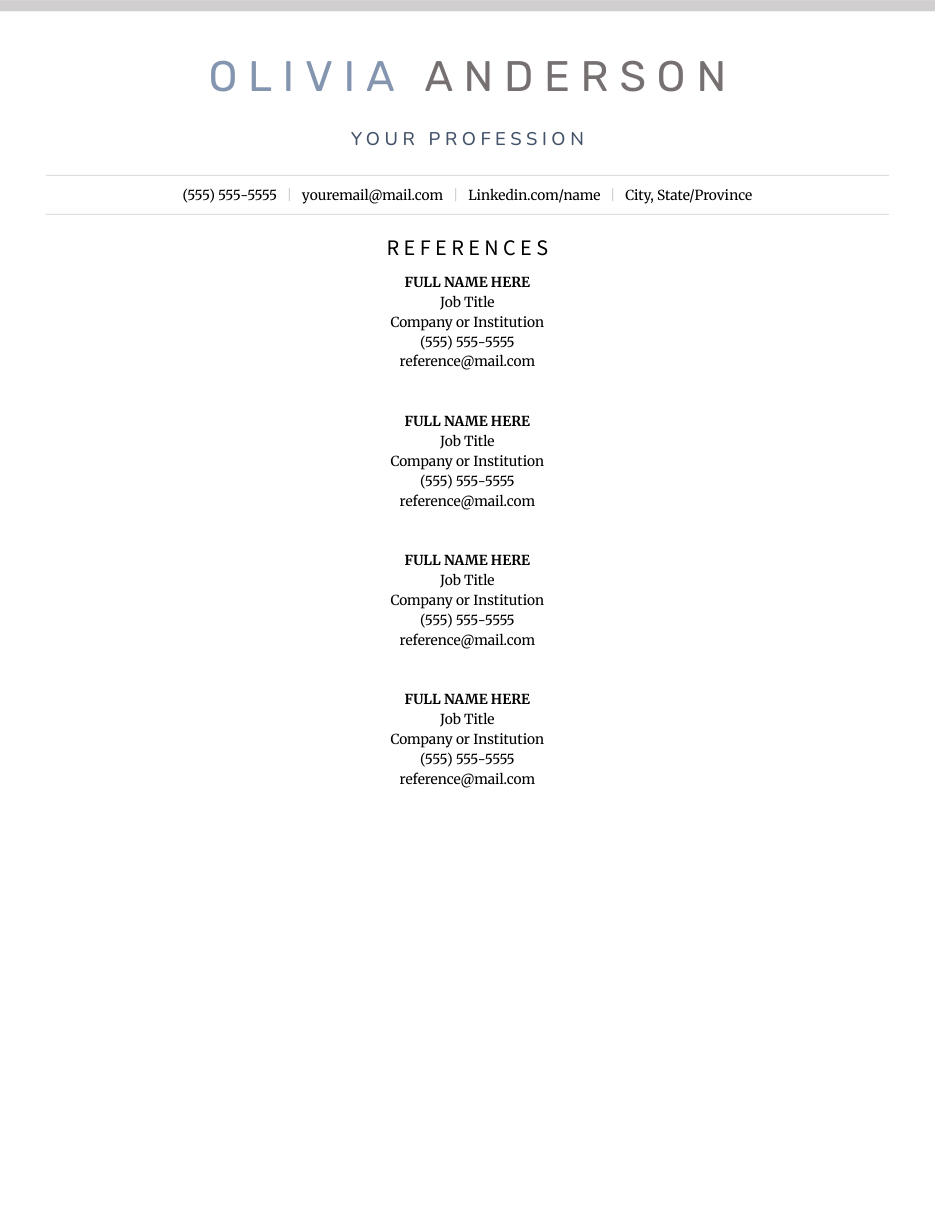 OLIVIA ANDERSON
YOUR PROFESSION
(555) 555-5555 | youremail@mail.com | Linkedin.com/name | City, State/Province
REFERENCES
FULL NAME HERE
Job Title
Company or Institution
(555) 555-5555
reference@mail.com
FULL NAME HERE
Job Title
Company or Institution
(555) 555-5555
reference@mail.com
FULL NAME HERE
Job Title
Company or Institution
(555) 555-5555
reference@mail.com
FULL NAME HERE
Job Title
Company or Institution
(555) 555-5555
reference@mail.com